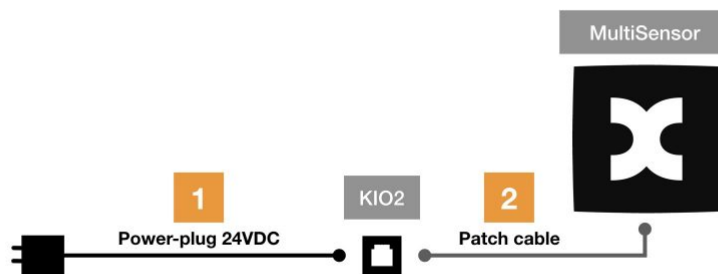 MultiSensor
1
KIO2
2
Power-plug 24VDC
Patch cable